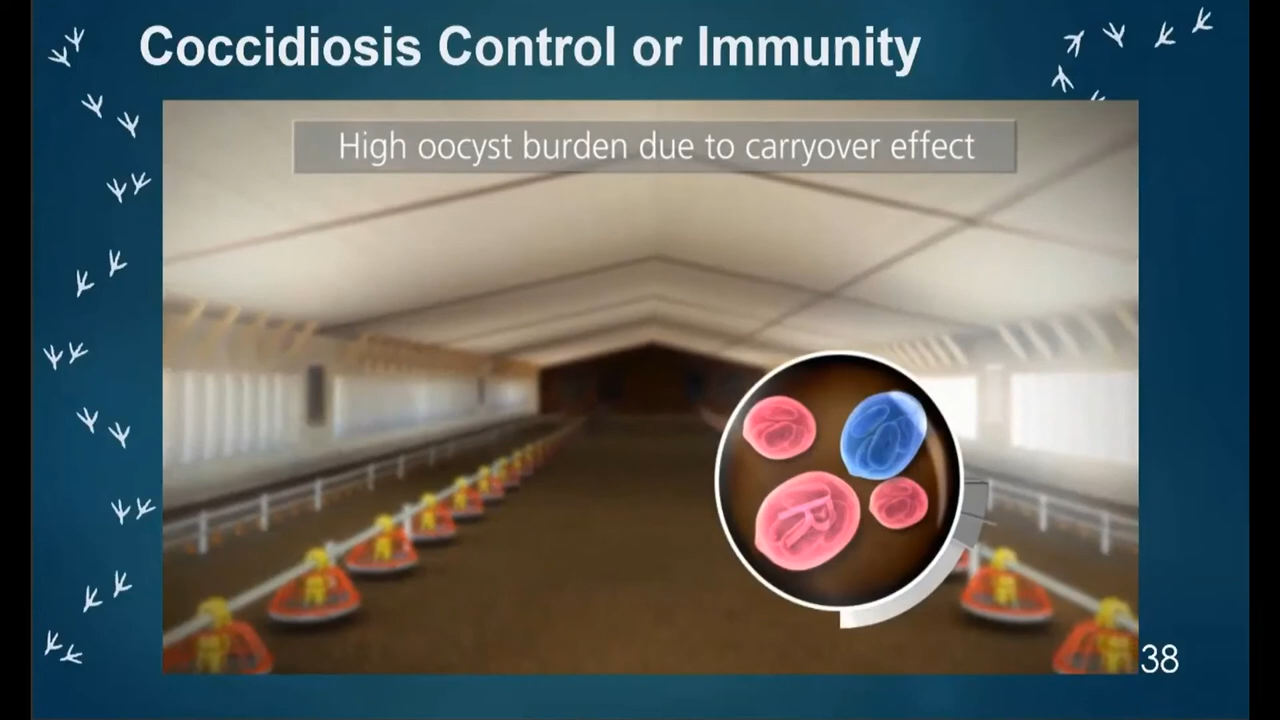 Coccidiosis Control or Immunity
High oocyst burden due to carryover effect
R
38